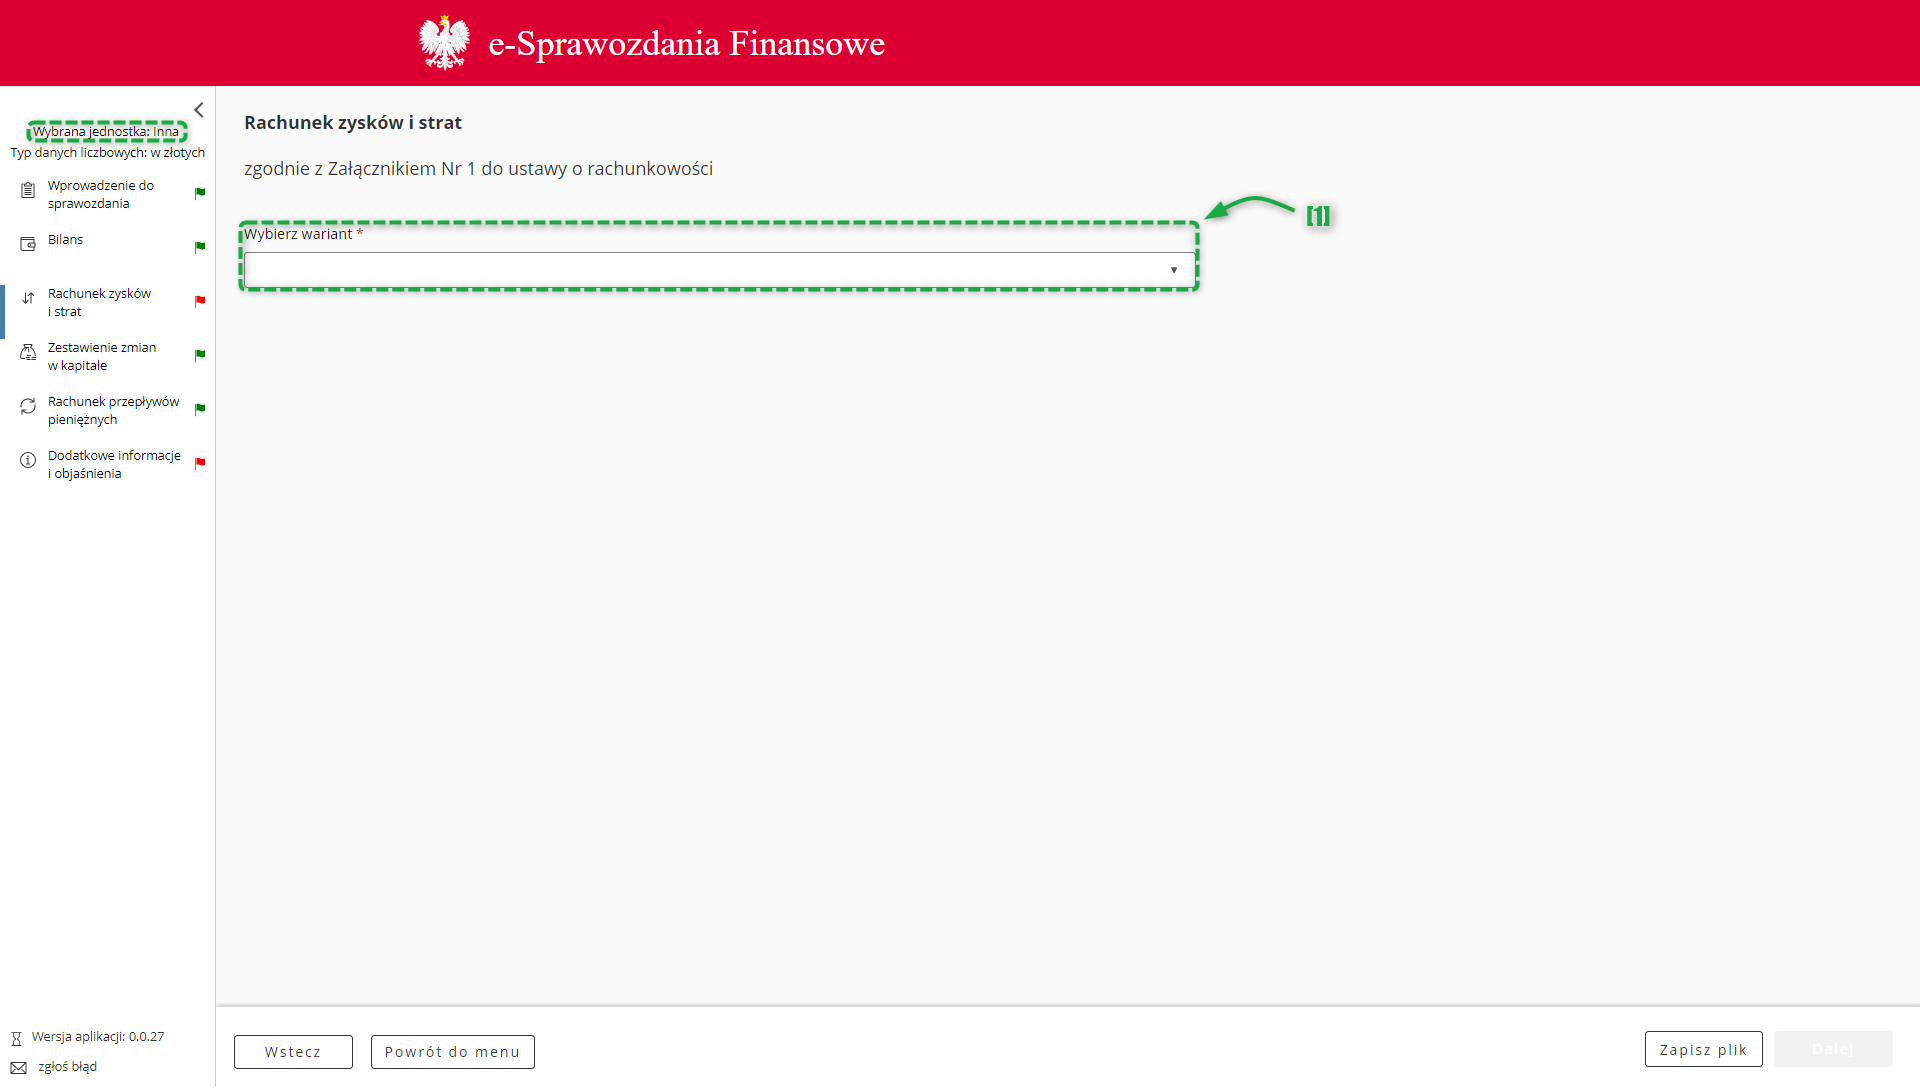 e-Sprawozdania Finansowe
Wybrana jednostka: Inna
Typ danych liczbowych: w złotych
Wprowadzenie do
sprawozdania
Bilans
Rachunek zysków
i strat
Zestawienie zmian
w kapitale
Rachunek przepływów
pieniężnych
Dodatkowe informacje
i objaśnienia
Wersja aplikacji: 0.0.27
zgłoś błąd
Rachunek zysków i strat
zgodnie z Załącznikiem Nr 1 do ustawy o rachunkowości
Wybierz wariant *
[1]
Wstecz
Powrót do menu
Zapisz plik
Dalej